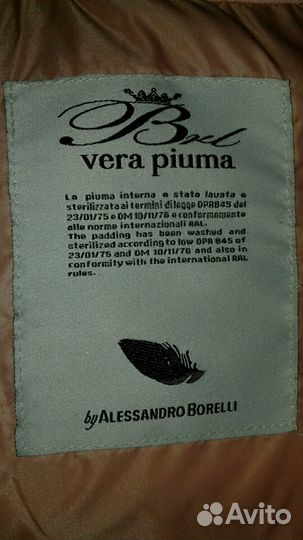 Brl
vera piuma
La piuma interna e stata lavata e
sterilizzata ai termini di legge DPR 845 del
23/01/75 e DM 10/11/76 e conformemente
alle norme internazionali RAL.
The padding has been washed and
sterilized according to low DPR 845 of
23/01/75 and DM 10/11/76 and also in
conformity with the international RAL
rules.
by ALESSANDRO BORELLI
Avito